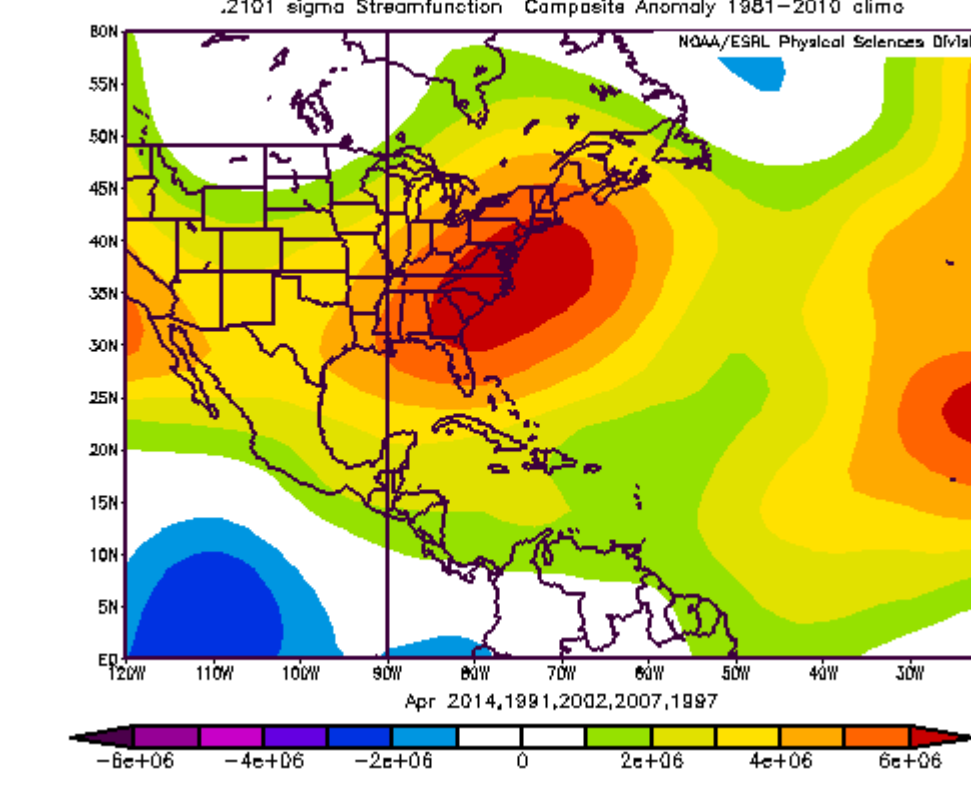 .2101 sigma Streamfunction Composite Anomaly 1981-2010 climo
NOAA/ESRL Physical Sciences Divisi
60N
55N
50N
45N
40N
35N
30N
25N
20N
15N
10N
5N
EQ
120W 110W 100W 90W 80W 70W 60W 50W 40W 30W
Apr 2014,1991,2002,2007,1997
-6e+06 -4e+06 -2e+06 0 2e+06 4e+06 6e+06